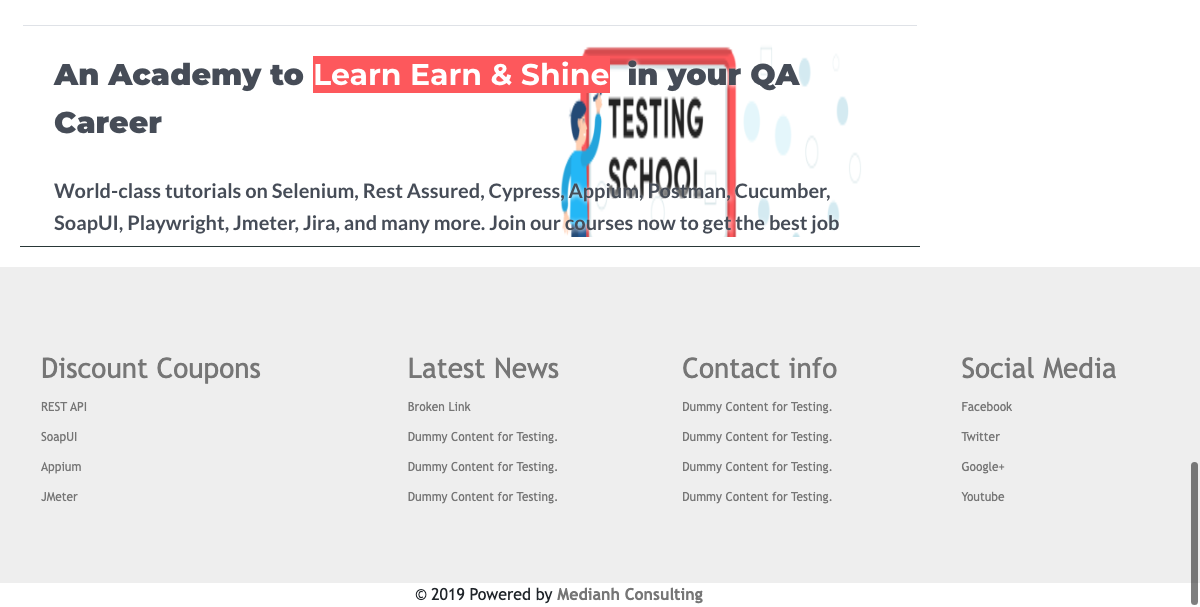 An Academy to Learn Earn & Shine in your QA
Career
TESTING
SCHOOL
World-class tutorials on Selenium, Rest Assured, Cypress, Appium, Postman, Cucumber,
SoapUI, Playwright, Jmeter, Jira, and many more. Join our courses now to get the best job
Discount Coupons
REST API
SoapUI
Appium
JMeter
Latest News
Broken Link
Dummy Content for Testing.
Dummy Content for Testing.
Dummy Content for Testing.
Contact info
Dummy Content for Testing.
Dummy Content for Testing.
Dummy Content for Testing.
Dummy Content for Testing.
Social Media
Facebook
Twitter
Google+
Youtube
© 2019 Powered by Medianh Consulting